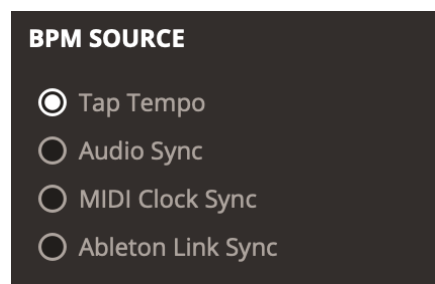 BPM SOURCE
Tap Tempo
Audio Sync
MIDI Clock Sync
Ableton Link Sync